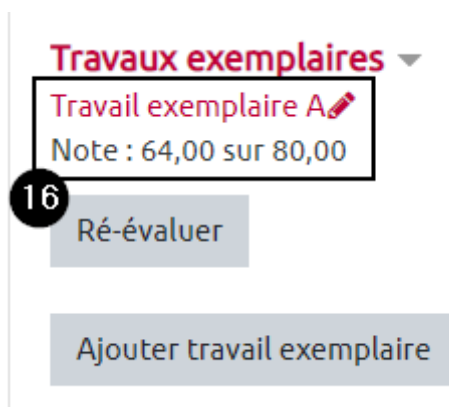 Travaux exemplaires
Travail exemplaire A
Note : 64,00 sur 80,00
16
Ré-évaluer
Ajouter travail exemplaire